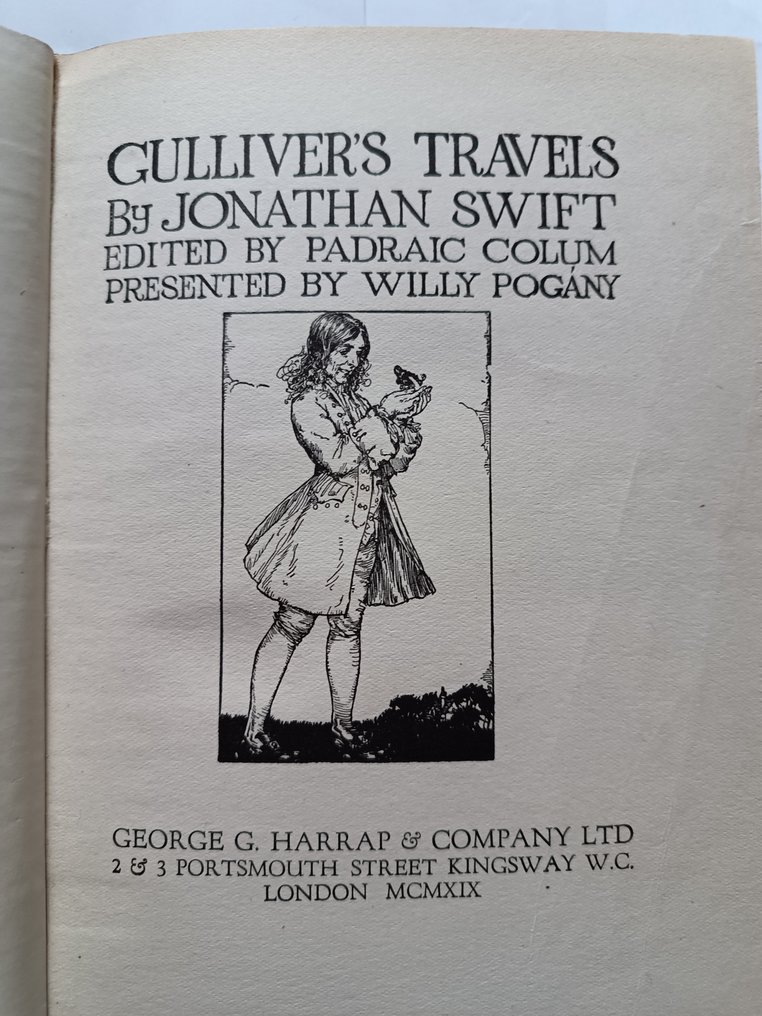 GULLIVER'S TRAVELS
By JONATHAN SWIFT
EDITED BY PADRAIC COLUM
PRESENTED BY WILLY POGÁNY
GEORGE G. HARRAP & COMPANY LTD
2 & 3 PORTSMOUTH STREET KINGSWAY W.C.
LONDON MCMXIX